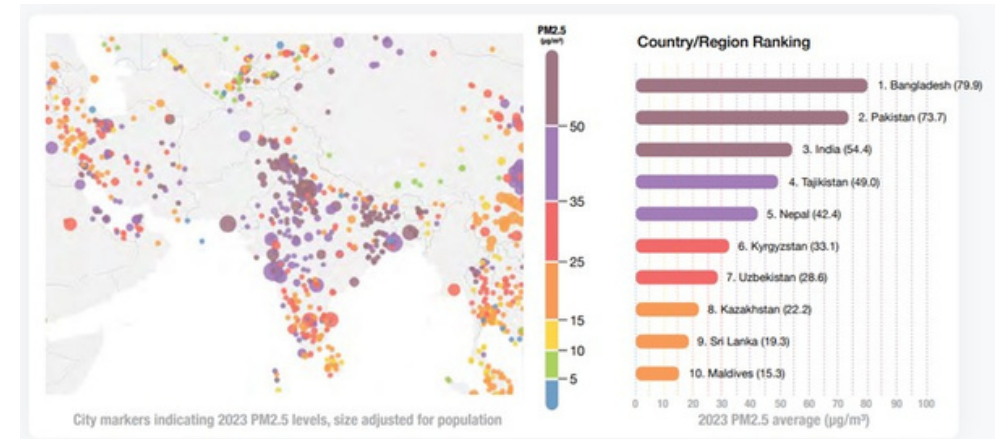 PM2.5
(µg/m³)
50
35
25
15
10
5
City markers indicating 2023 PM2.5 levels, size adjusted for population
Country/Region Ranking
1. Bangladesh (79.9)
2. Pakistan (73.7)
3. India (54.4)
4. Tajikistan (49.0)
5. Nepal (42.4)
6. Kyrgyzstan (33.1)
7. Uzbekistan (28.6)
8. Kazakhstan (22.2)
9. Sri Lanka (19.3)
10. Maldives (15.3)
0 10 20 30 40 50 60 70 80 90 100
2023 PM2.5 average (µg/m³)